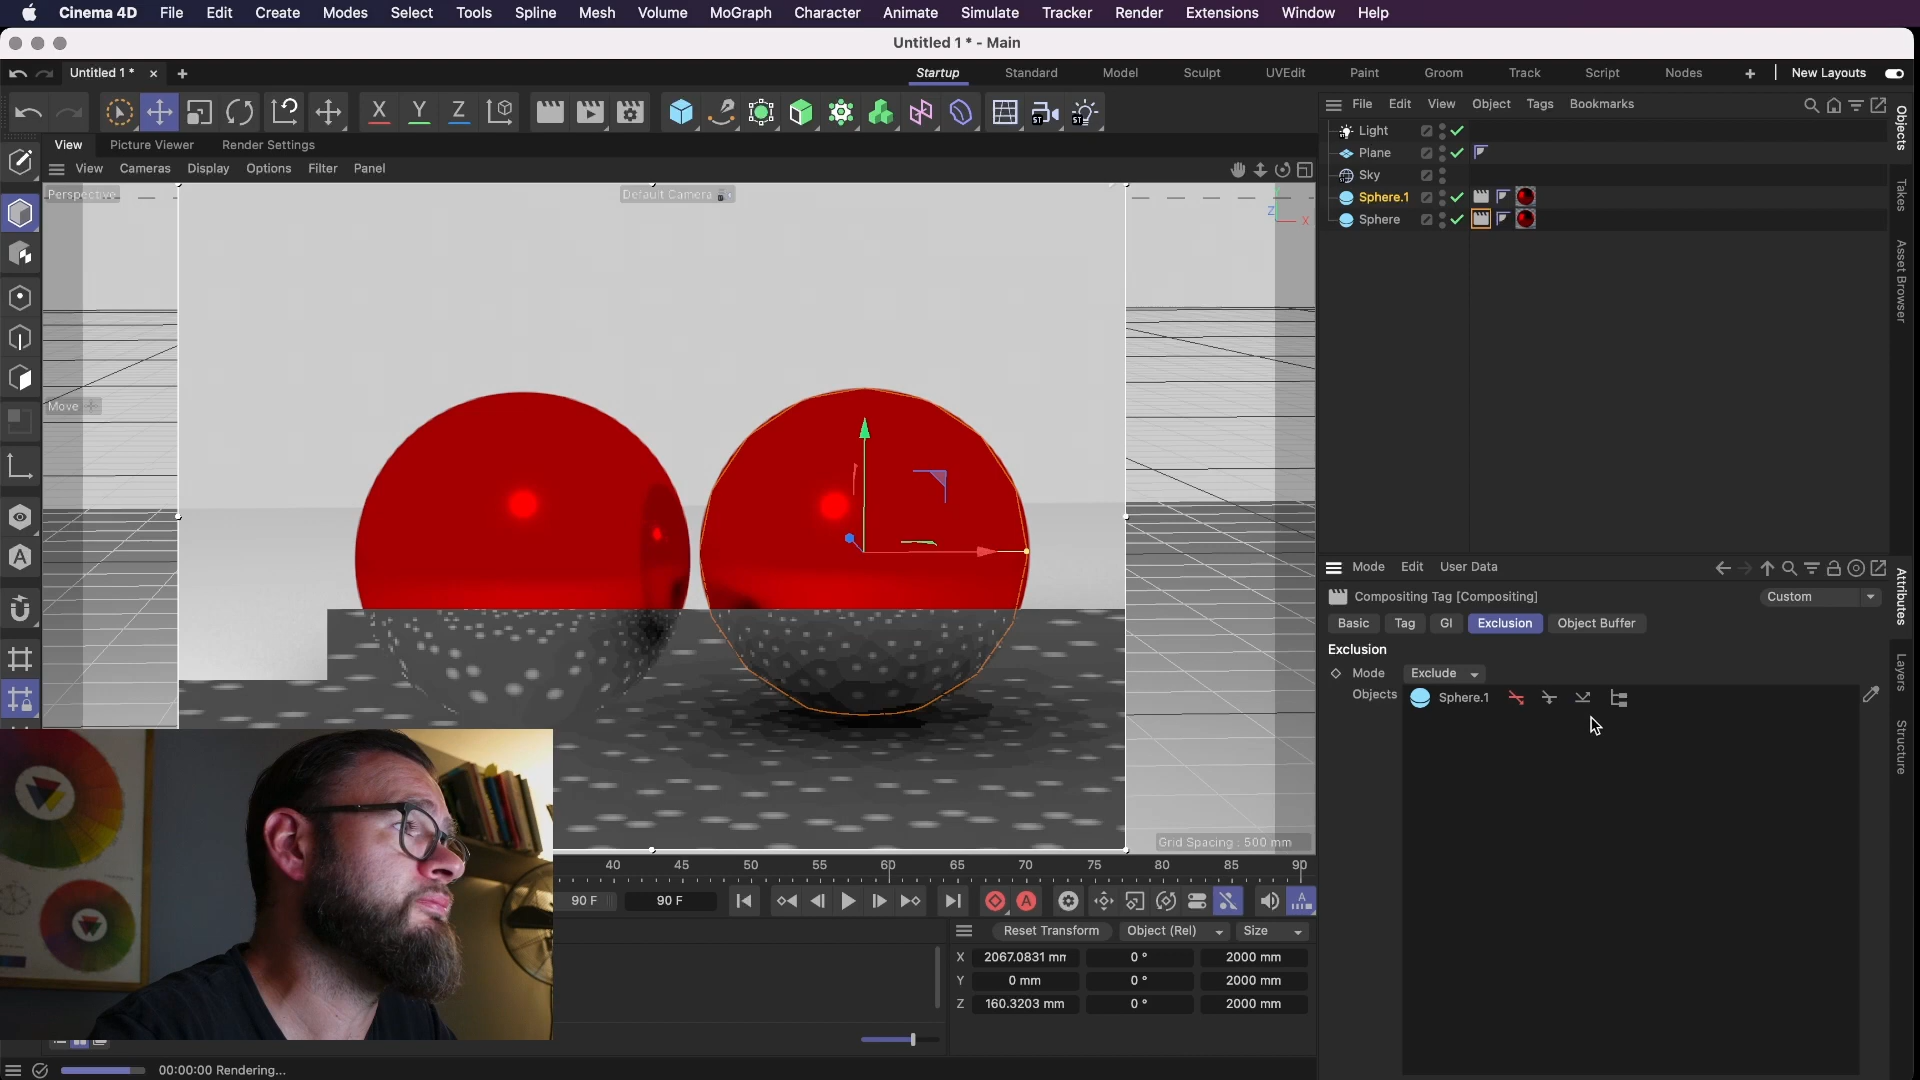 Cinema 4D File Edit Create Modes Select Tools Spline Mesh Volume MoGraph Character Animate Simulate Tracker Render Extensions Window Help
Untitled 1 * - Main
Untitled 1 * × +
Startup Standard Model Sculpt UVEdit Paint Groom Track Script Nodes + New Layouts
X Y Z
ST ST
File Edit View Object Tags Bookmarks
View Picture Viewer Render Settings
View Cameras Display Options Filter Panel
Perspective
Default Camera
Y
Z
X
Move
Grid Spacing : 500 mm
Light
Plane
Sky
Sphere.1
Sphere
Objects
Takes
Asset Browser
Attributes
Layers
Structure
Mode Edit User Data
Compositing Tag [Compositing]
Custom
Basic Tag GI Exclusion Object Buffer
Exclusion
Mode Exclude
Objects Sphere.1
40 45 50 55 60 65 70 75 80 85 90
90 F 90 F
A
A
Reset Transform Object (Rel) Size
X 2067.0831 mm 0 ° 2000 mm
Y 0 mm 0 ° 2000 mm
Z 160.3203 mm 0 ° 2000 mm
00:00:00 Rendering...